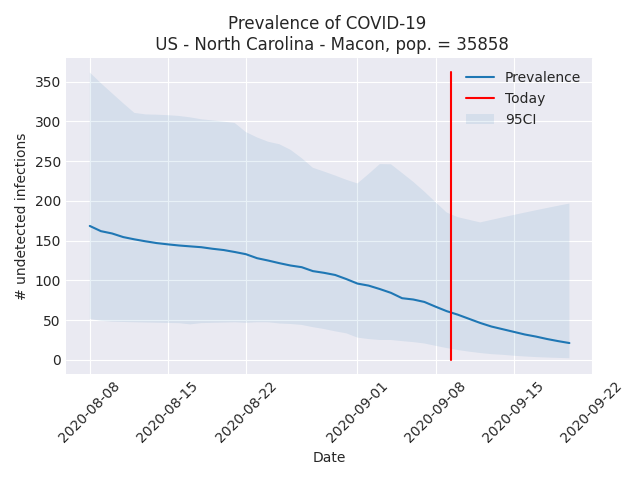 Prevalence of COVID-19
US - North Carolina - Macon, pop. = 35858
Prevalence
Today
95CI
350
300
250
200
150
100
50
0
# undetected infections
2020-08-08
2020-08-15
2020-08-22
2020-09-01
2020-09-08
2020-09-15
2020-09-22
Date